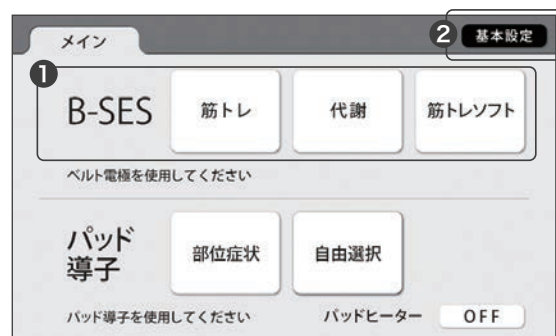 メイン
❷ 基本設定
❶
B-SES 筋トレ 代謝 筋トレソフト
ベルト電極を使用してください
パッド
導子
部位症状 自由選択
パッド導子を使用してください パッドヒーター OFF